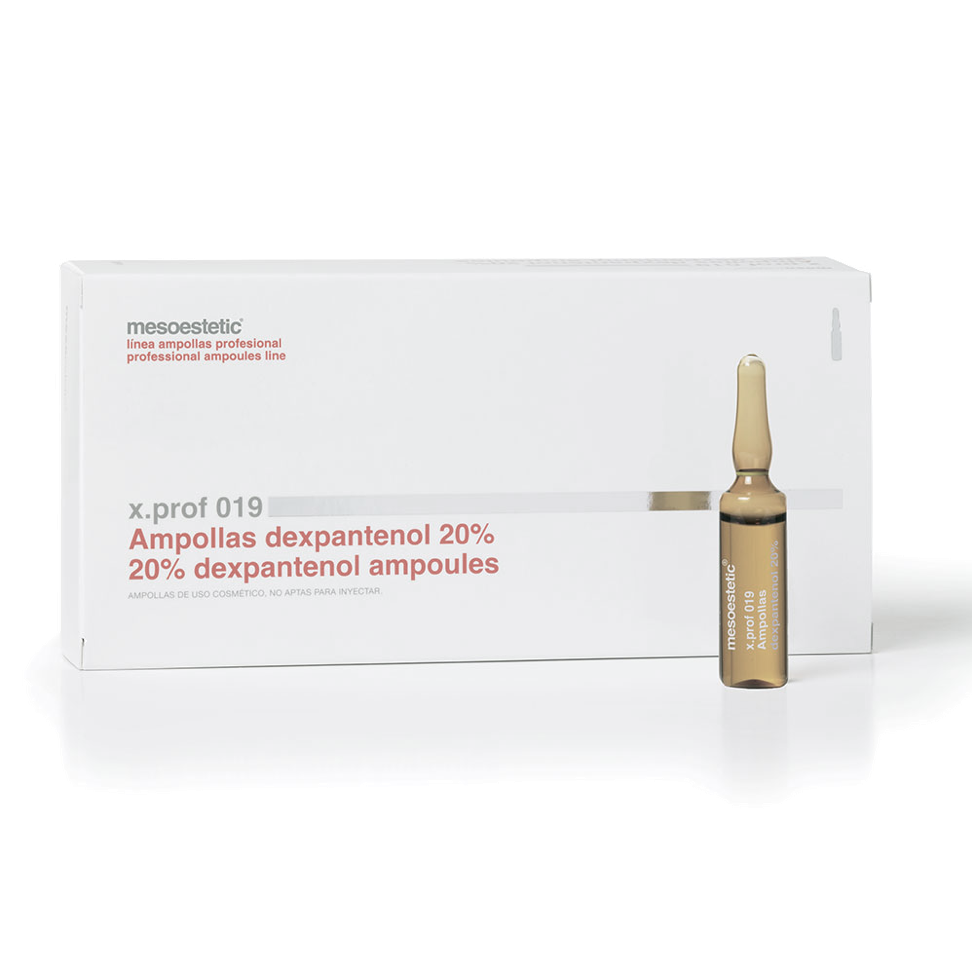 mesoestetic®
línea ampollas profesional
professional ampoules line
x.prof 019
Ampollas dexpantenol 20%
20% dexpantenol ampoules
AMPOLLAS DE USO COSMÉTICO, NO APTAS PARA INYECTAR.
mesoestetic®
x.prof 019
Ampollas
dexpantenol 20%